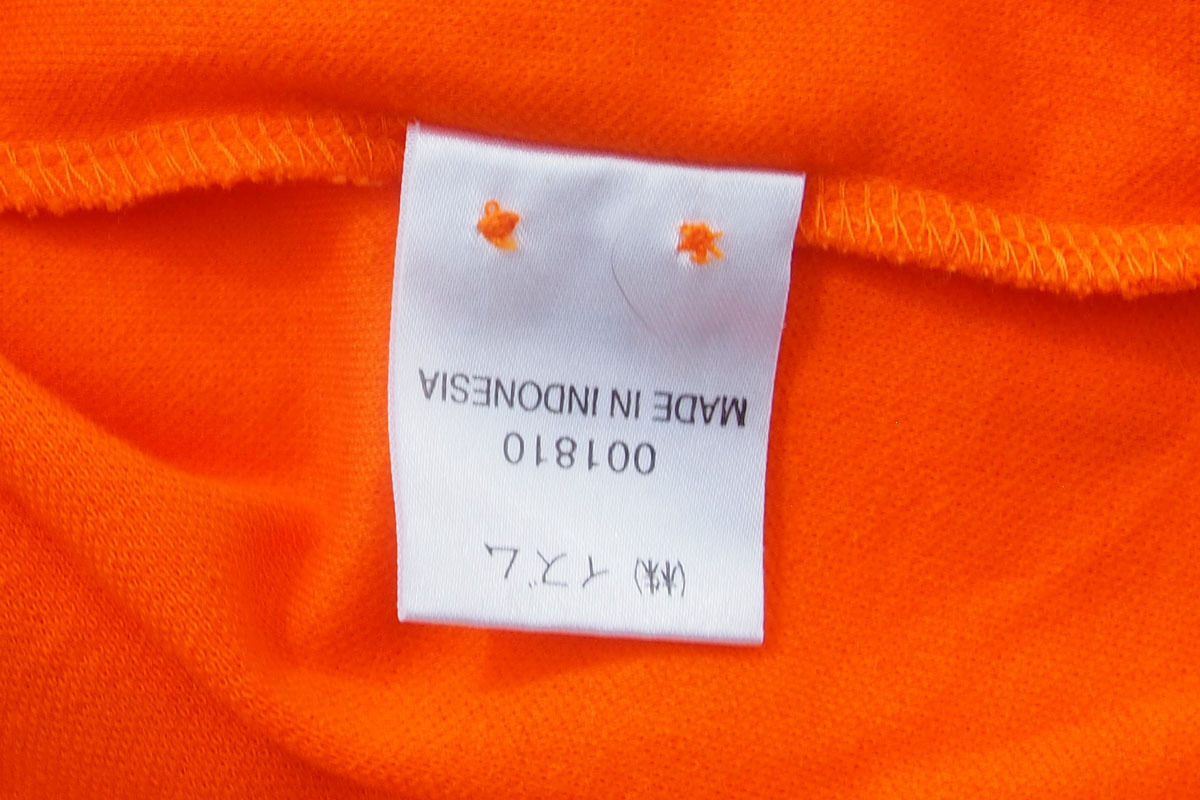 ㈱イズム
001810
MADE IN INDONESIA